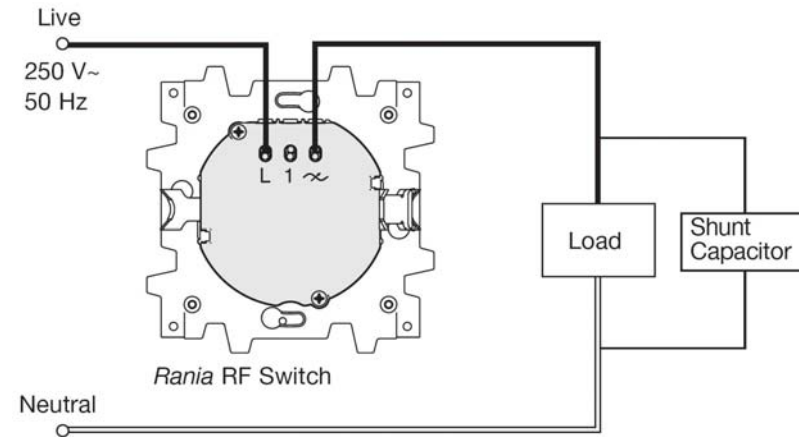 Live
250 V~
50 Hz
L 1 ~
Load
Shunt
Capacitor
Rania RF Switch
Neutral